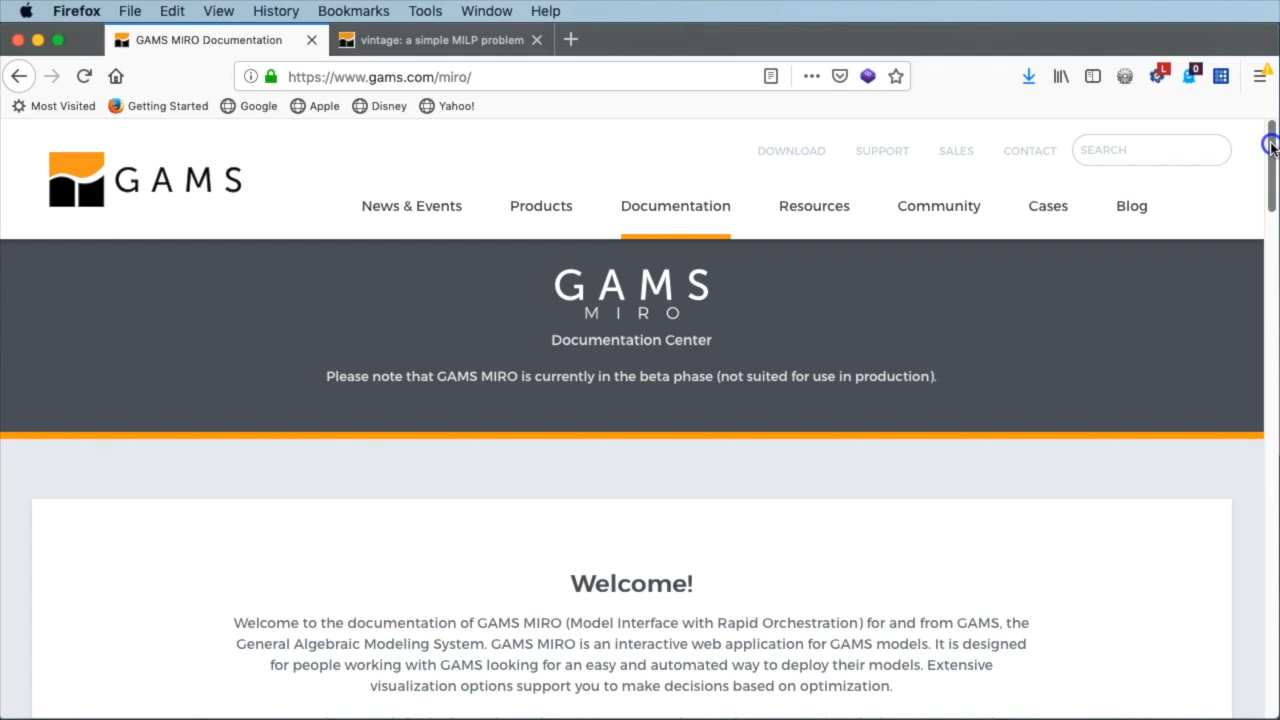 Firefox File Edit View History Bookmarks Tools Window Help
GAMS MIRO Documentation
vintage: a simple MILP problem
https://www.gams.com/miro/
L
0
Most Visited Getting Started Google Apple Disney Yahoo!
DOWNLOAD SUPPORT SALES CONTACT SEARCH
GAMS
News & Events Products Documentation Resources Community Cases Blog
GAMS
MIRO
Documentation Center
Please note that GAMS MIRO is currently in the beta phase (not suited for use in production).
Welcome!
Welcome to the documentation of GAMS MIRO (Model Interface with Rapid Orchestration) for and from GAMS, the
General Algebraic Modeling System. GAMS MIRO is an interactive web application for GAMS models. It is designed
for people working with GAMS looking for an easy and automated way to deploy their models. Extensive
visualization options support you to make decisions based on optimization.